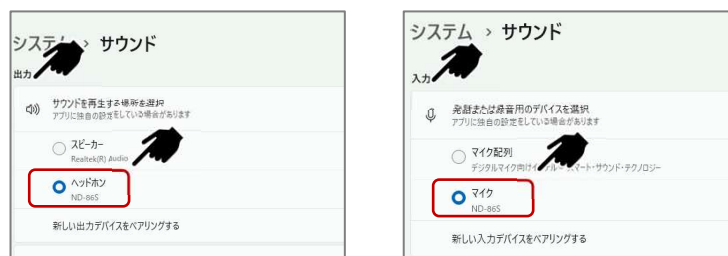 システム > サウンド
出力
サウンドを再生する場所を選択
アプリに独自の設定をしている場合があります
スピーカー
Realtek(R) Audio
ヘッドホン
ND-86S
新しい出力デバイスをペアリングする
システム > サウンド
入力
発話または録音用のデバイスを選択
アプリに独自の設定をしている場合があります
マイク配列
デジタルマイク向け スマート・サウンド・テクノロジー
マイク
ND-86S
新しい入力デバイスをペアリングする